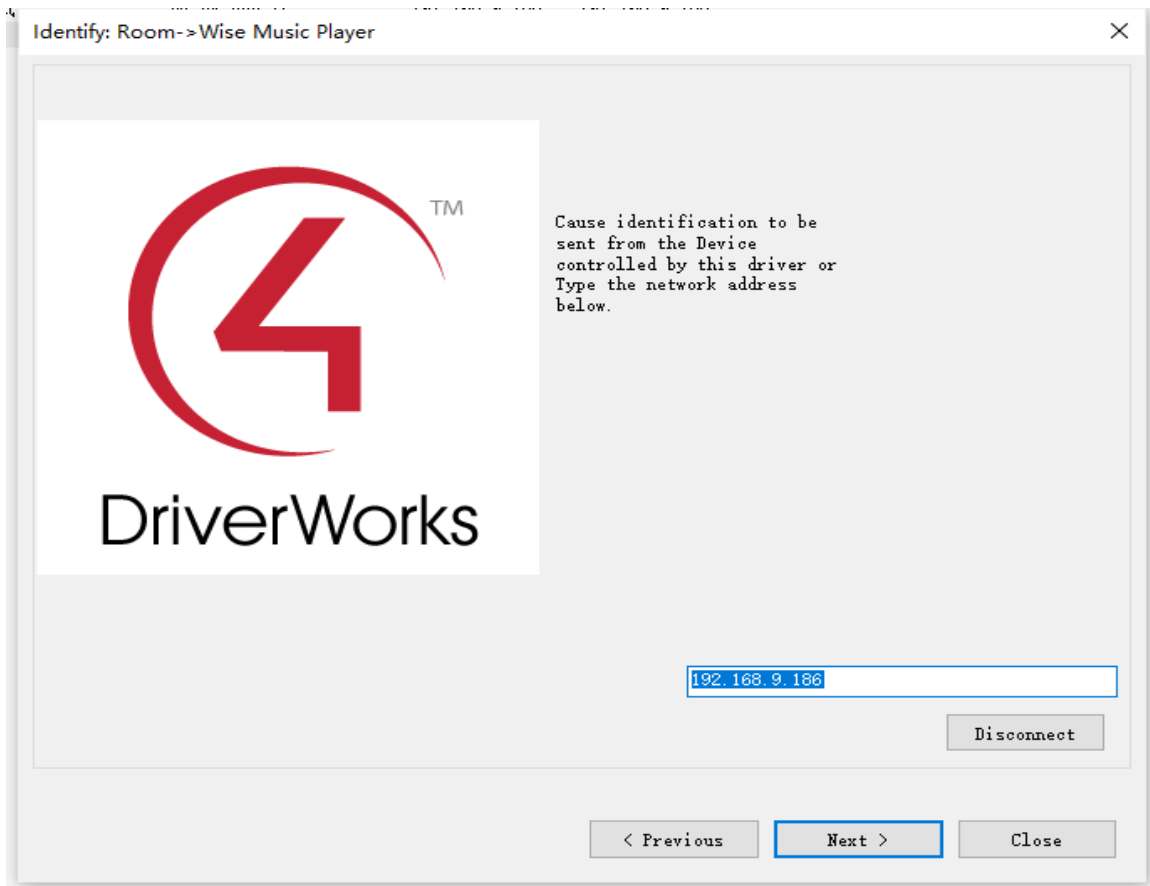 Identify: Room->Wise Music Player
TM
4
DriverWorks
Cause identification to be
sent from the Device
controlled by this driver or
Type the network address
below.
192.168.9.186
Disconnect
< Previous
Next >
Close